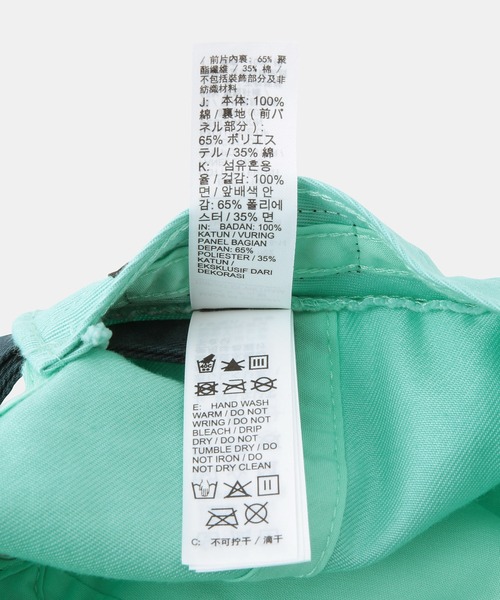 / 前片內裏: 65% 聚
酯纖維 / 35% 棉 /
不包括裝飾部分及非
紡織材料
J: 本体: 100%
綿 / 裏地 ( 前パ
ネル部分 ) :
65% ポリエス
テル / 35% 綿
K: 섬유혼용
율 / 겉감: 100%
면 / 앞배색 안
감: 65% 폴리에
스터 / 35% 면
IN: BADAN: 100%
KATUN / VURING
PANEL BAGIAN
DEPAN: 65%
POLIESTER / 35%
KATUN /
EKSKLUSIF DARI
DEKORASI
E: HAND WASH
WARM / DO NOT
WRING / DO NOT
BLEACH / DRIP
DRY / DO NOT
TUMBLE DRY / DO
NOT IRON / DO
NOT DRY CLEAN
C: 不可拧干 / 滴干